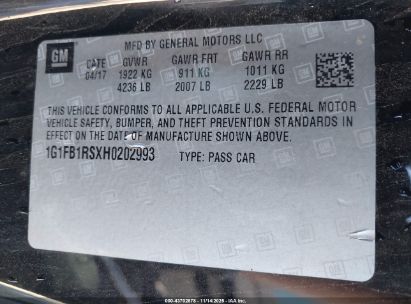 GM
MFD BY GENERAL MOTORS LLC
DATE GVWR GAWR FRT GAWR RR
04/17 1922 KG 911 KG 1011 KG
4236 LB 2007 LB 2229 LB
THIS VEHICLE CONFORMS TO ALL APPLICABLE U.S. FEDERAL MOTOR
VEHICLE SAFETY, BUMPER, AND THEFT PREVENTION STANDARDS IN
EFFECT ON THE DATE OF MANUFACTURE SHOWN ABOVE.
1G1FB1RSXH0202993 TYPE: PASS CAR